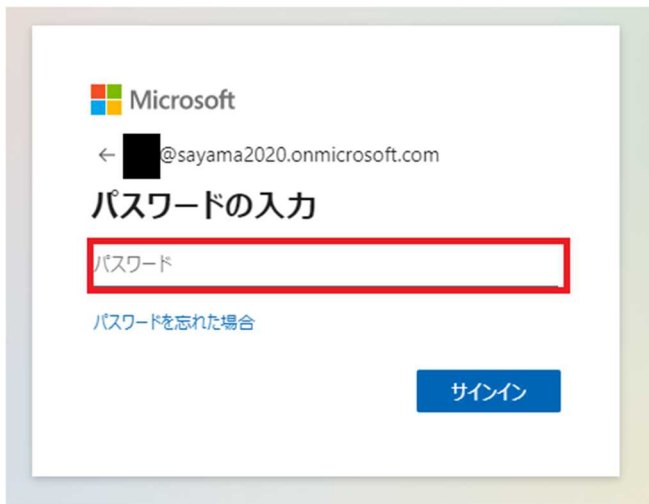 Microsoft
← @sayama2020.onmicrosoft.com
パスワードの入力
パスワード
パスワードを忘れた場合
サインイン